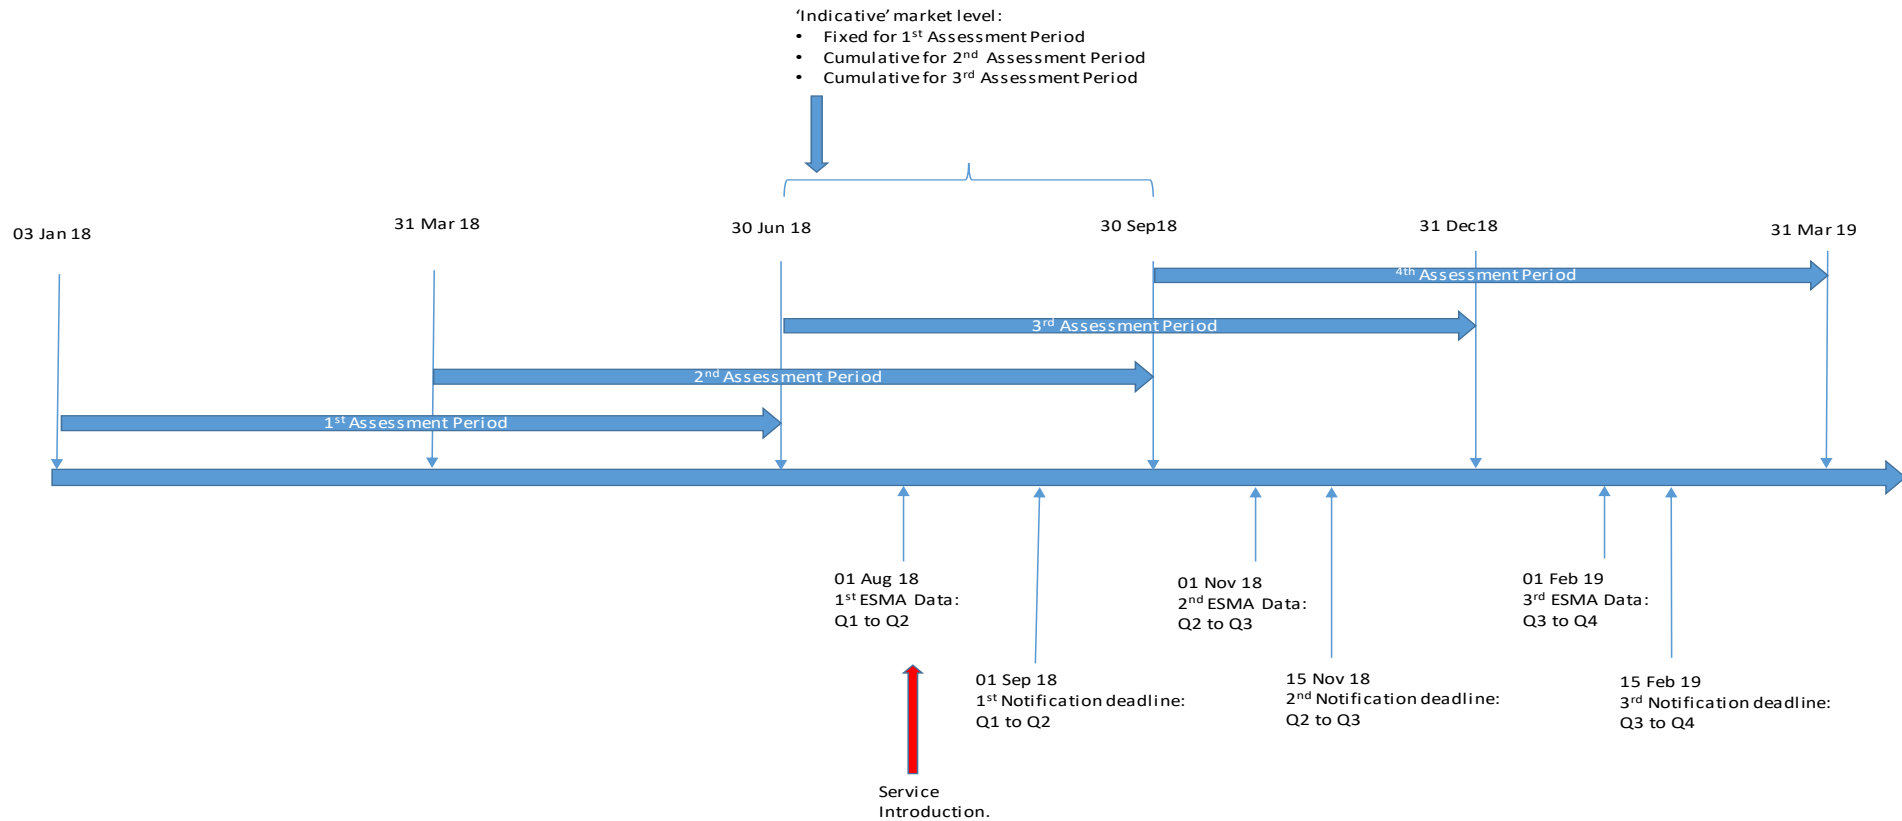 ‘Indicative’ market level:
• Fixed for 1st Assessment Period
• Cumulative for 2nd Assessment Period
• Cumulative for 3rd Assessment Period
03 Jan 18
31 Mar 18
30 Jun 18
30 Sep18
31 Dec18
31 Mar 19
4th Assessment Period
3rd Assessment Period
2nd Assessment Period
1st Assessment Period
01 Aug 18
1st ESMA Data:
Q1 to Q2
01 Nov 18
2nd ESMA Data:
Q2 to Q3
01 Feb 19
3rd ESMA Data:
Q3 to Q4
01 Sep 18
1st Notification deadline:
Q1 to Q2
15 Nov 18
2nd Notification deadline:
Q2 to Q3
15 Feb 19
3rd Notification deadline:
Q3 to Q4
Service
Introduction.